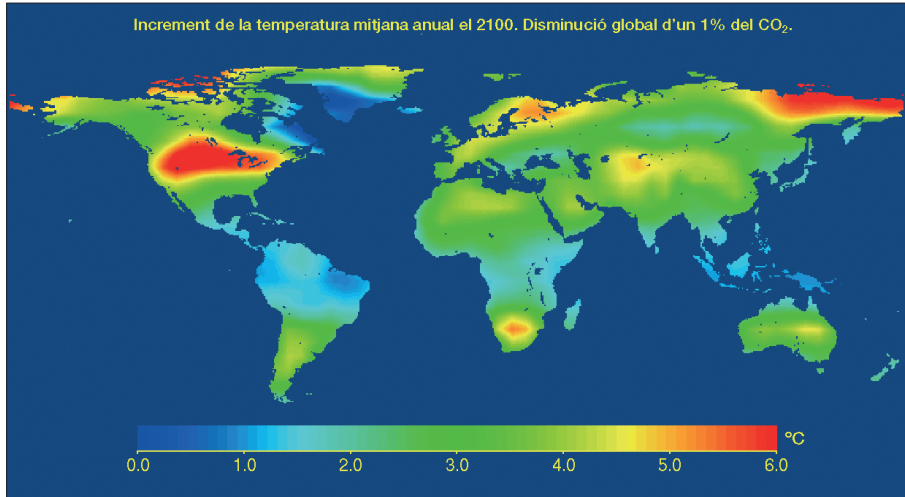 Increment de la temperatura mitjana anual el 2100. Disminució global d'un 1% del CO₂.
ºC
0.0 1.0 2.0 3.0 4.0 5.0 6.0